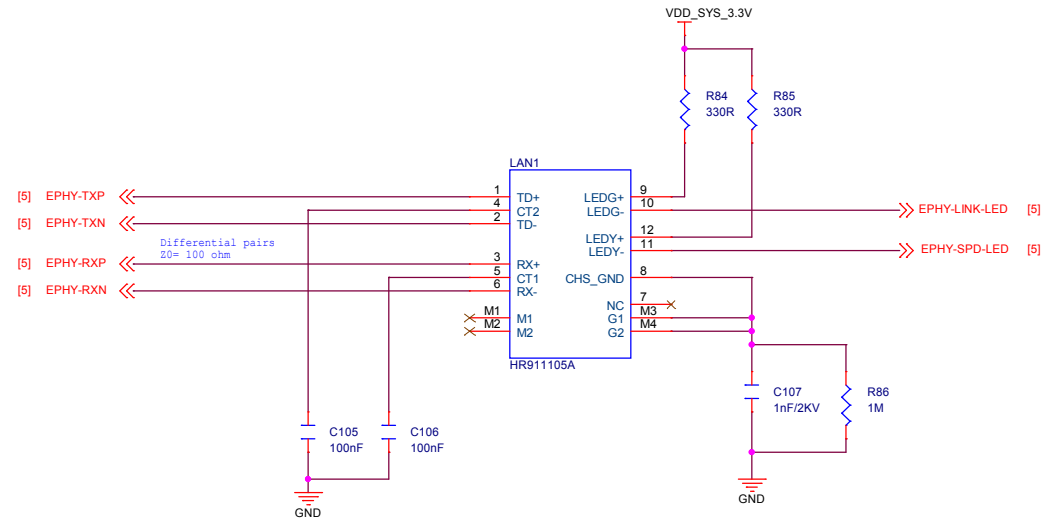 VDD_SYS_3.3V
R84
330R
R85
330R
LAN1
[5] EPHY-TXP
1 TD+
4 CT2
[5] EPHY-TXN
2 TD-
Differential pairs
Z0= 100 ohm
[5] EPHY-RXP
3 RX+
5 CT1
[5] EPHY-RXN
6 RX-
M1 M1
M2 M2
LEDG+ 9
LEDG- 10
EPHY-LINK-LED [5]
LEDY+ 12
LEDY- 11
EPHY-SPD-LED [5]
CHS_GND 8
NC 7
G1 M3
G2 M4
HR911105A
C105
100nF
C106
100nF
GND
C107
1nF/2KV
R86
1M
GND